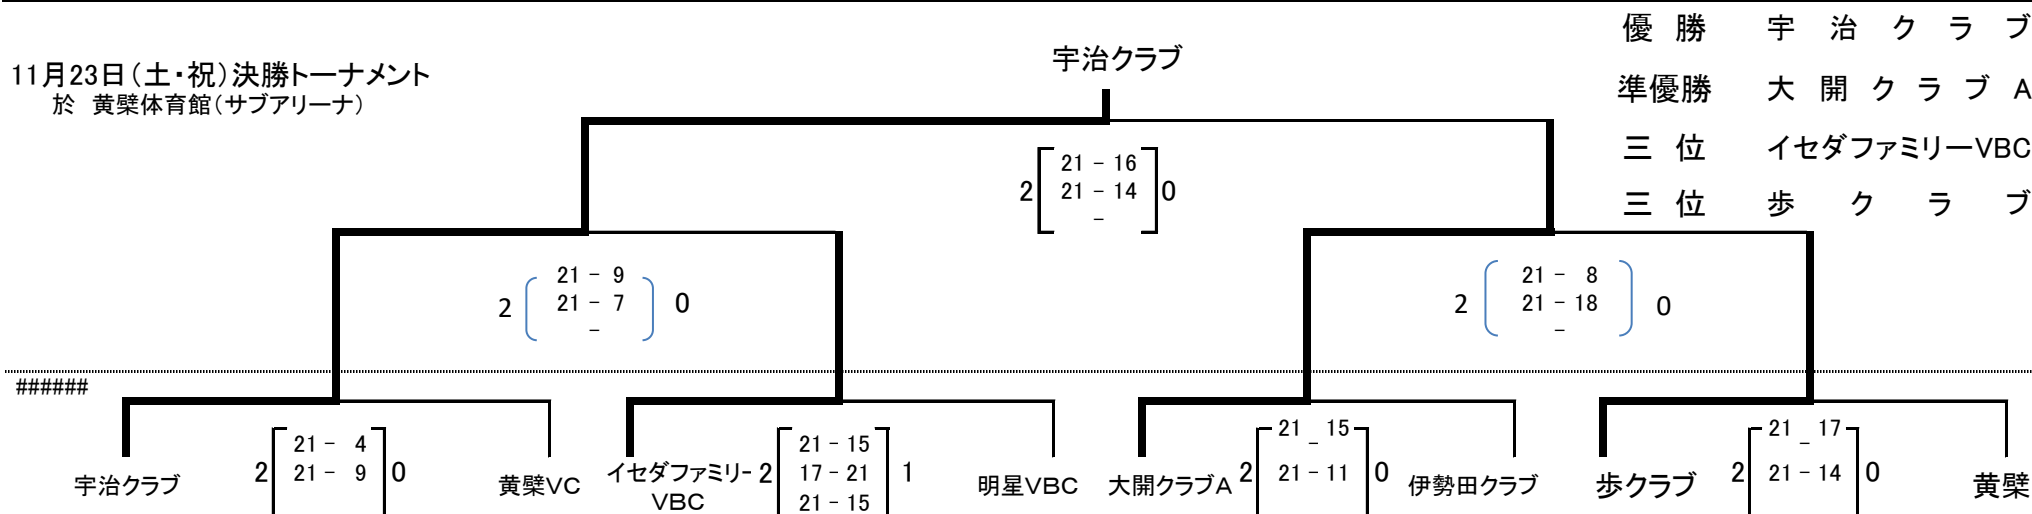 優勝 宇治クラブ
準優勝 大開クラブA
三位 イセダファミリーVBC
三位 歩クラブ
11月23日(土・祝)決勝トーナメント
於 黄檗体育館(サブアリーナ)
宇治クラブ
21 - 16
2 21 - 14 0
-
21 - 9
2 21 - 7 0
-
21 - 8
2 21 - 18 0
-
######
宇治クラブ
21 - 4
2 21 - 9 0
黄檗VC
イセダファミリー
VBC
21 - 15
2 17 - 21 1
21 - 15
明星VBC
大開クラブA
21 - 15
2 21 - 11 0
伊勢田クラブ
歩クラブ
21 - 17
2 21 - 14 0
黄檗